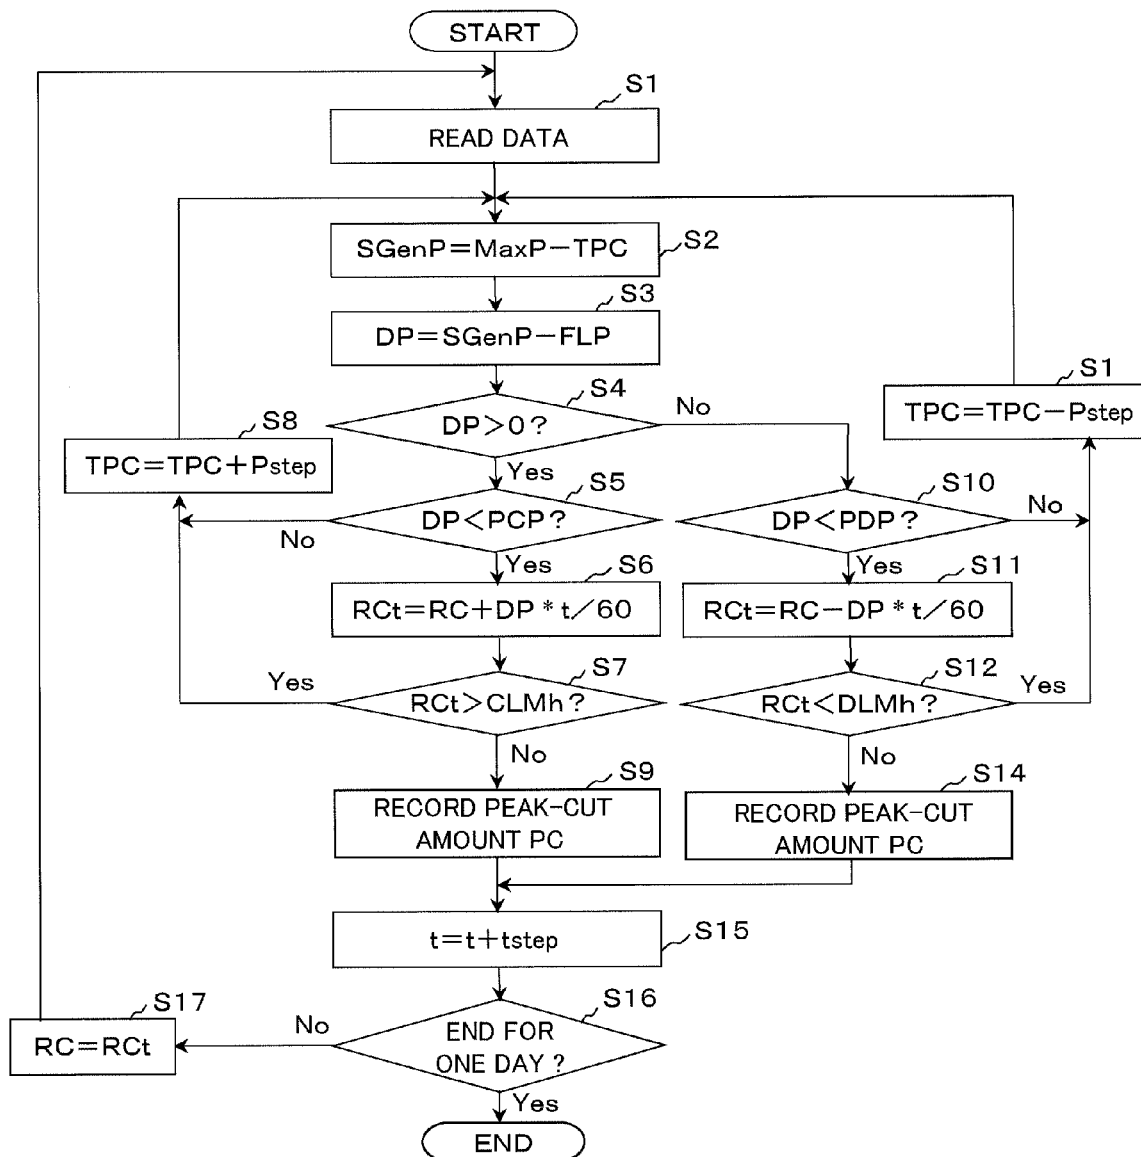 START
S1
READ DATA
SGenP=MaxP−TPC
S2
S3
DP=SGenP−FLP
S4
DP>0?
No
Yes
S1
TPC=TPC−Pstep
S8
TPC=TPC+Pstep
S5
DP<PCP?
No
Yes
S10
DP<PDP?
No
Yes
S6
RCt=RC+DP*t/60
S11
RCt=RC−DP*t/60
S7
RCt>CLMh?
Yes
No
S12
RCt<DLMh?
Yes
No
S9
RECORD PEAK-CUT
AMOUNT PC
S14
RECORD PEAK-CUT
AMOUNT PC
t=t+tstep
S15
S16
END FOR
ONE DAY?
No
Yes
S17
RC=RCt
END